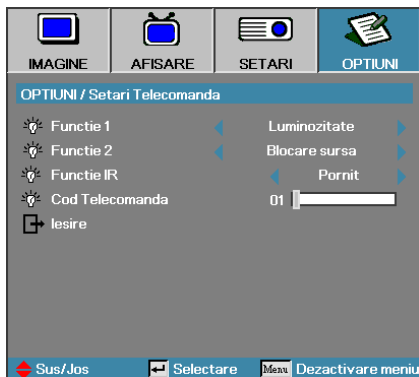 IMAGINE AFISARE SETARI OPTIUNI
OPTIUNI / Setari Telecomanda
Functie 1 Luminozitate
Functie 2 Blocare sursa
Functie IR Pornit
Cod Telecomanda 01
Iesire
Sus/Jos Selectare Menu Dezactivare meniu